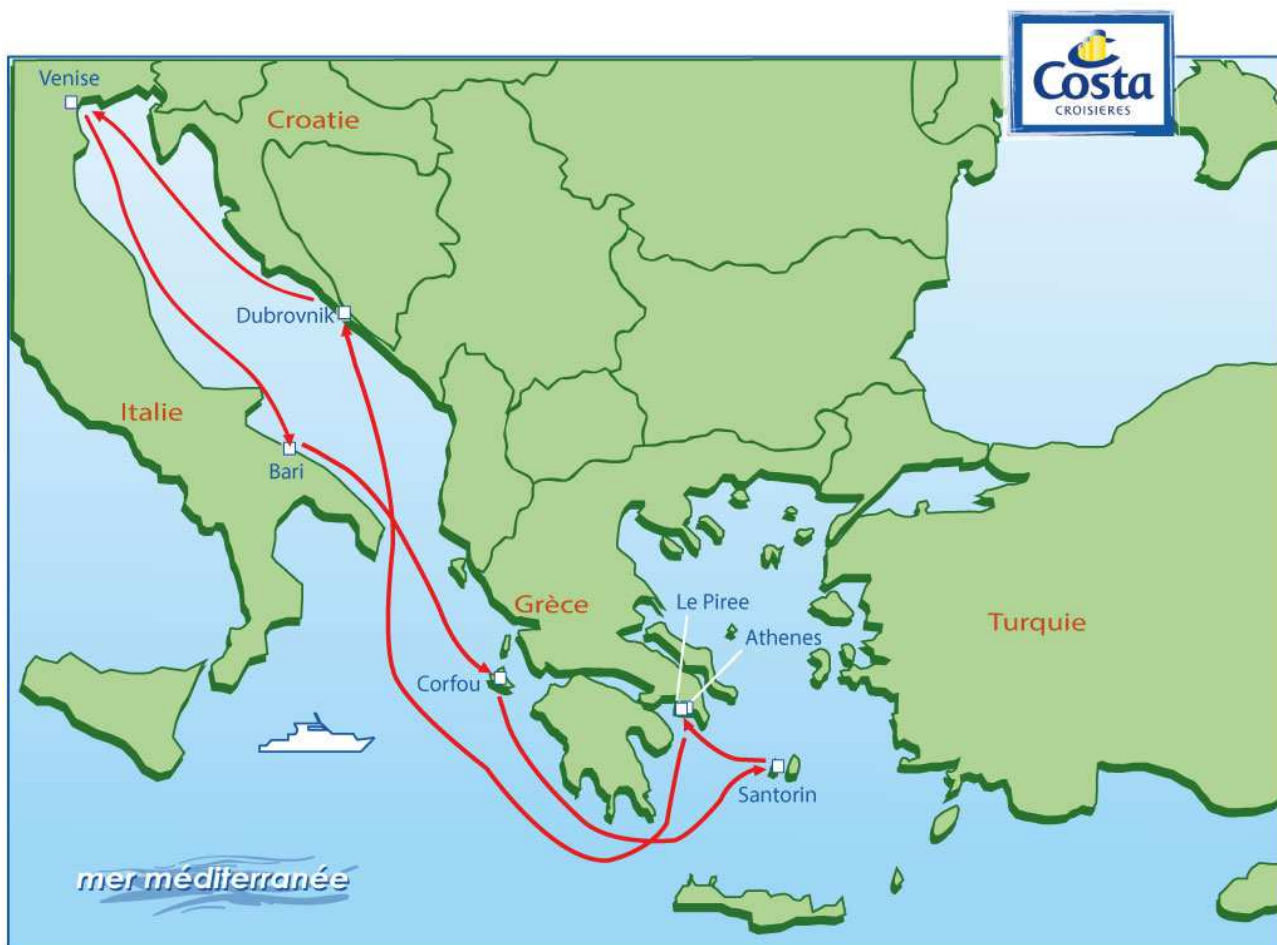 Costa
CROISIERES
Venise
Croatie
Dubrovnik
Italie
Bari
Grèce
Le Piree
Athenes
Turquie
Corfou
Santorin
mer méditerranée